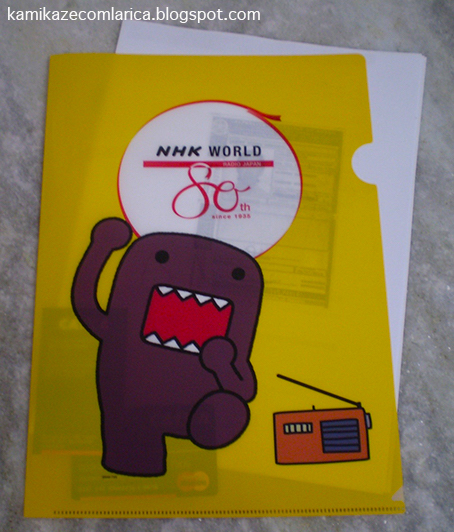 kamikazecomlarica.blogspot.com
NHK WORLD
RADIO JAPAN
80th
since 1935